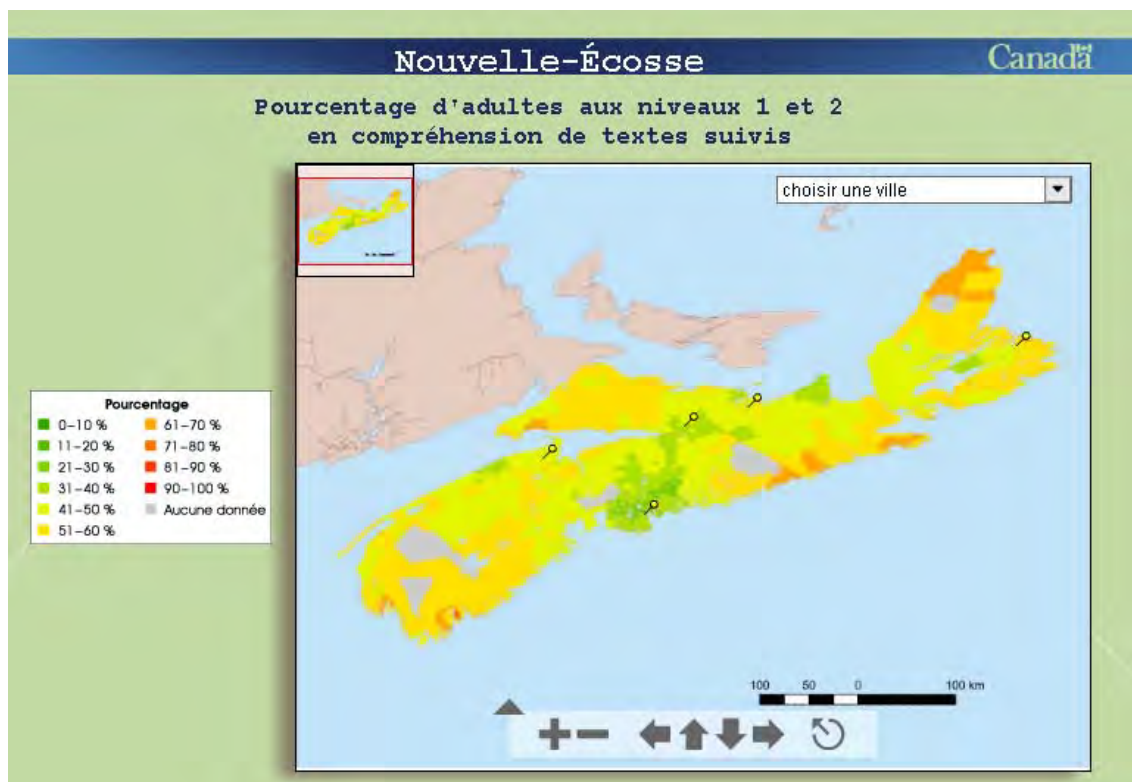 Nouvelle-Écosse
Canada
Pourcentage d'adultes aux niveaux 1 et 2
en compréhension de textes suivis
choisir une ville
Pourcentage
0-10 %
11-20 %
21-30 %
31-40 %
41-50 %
51-60 %
61-70 %
71-80 %
81-90 %
90-100 %
Aucune donnée
100 50 0 100 km